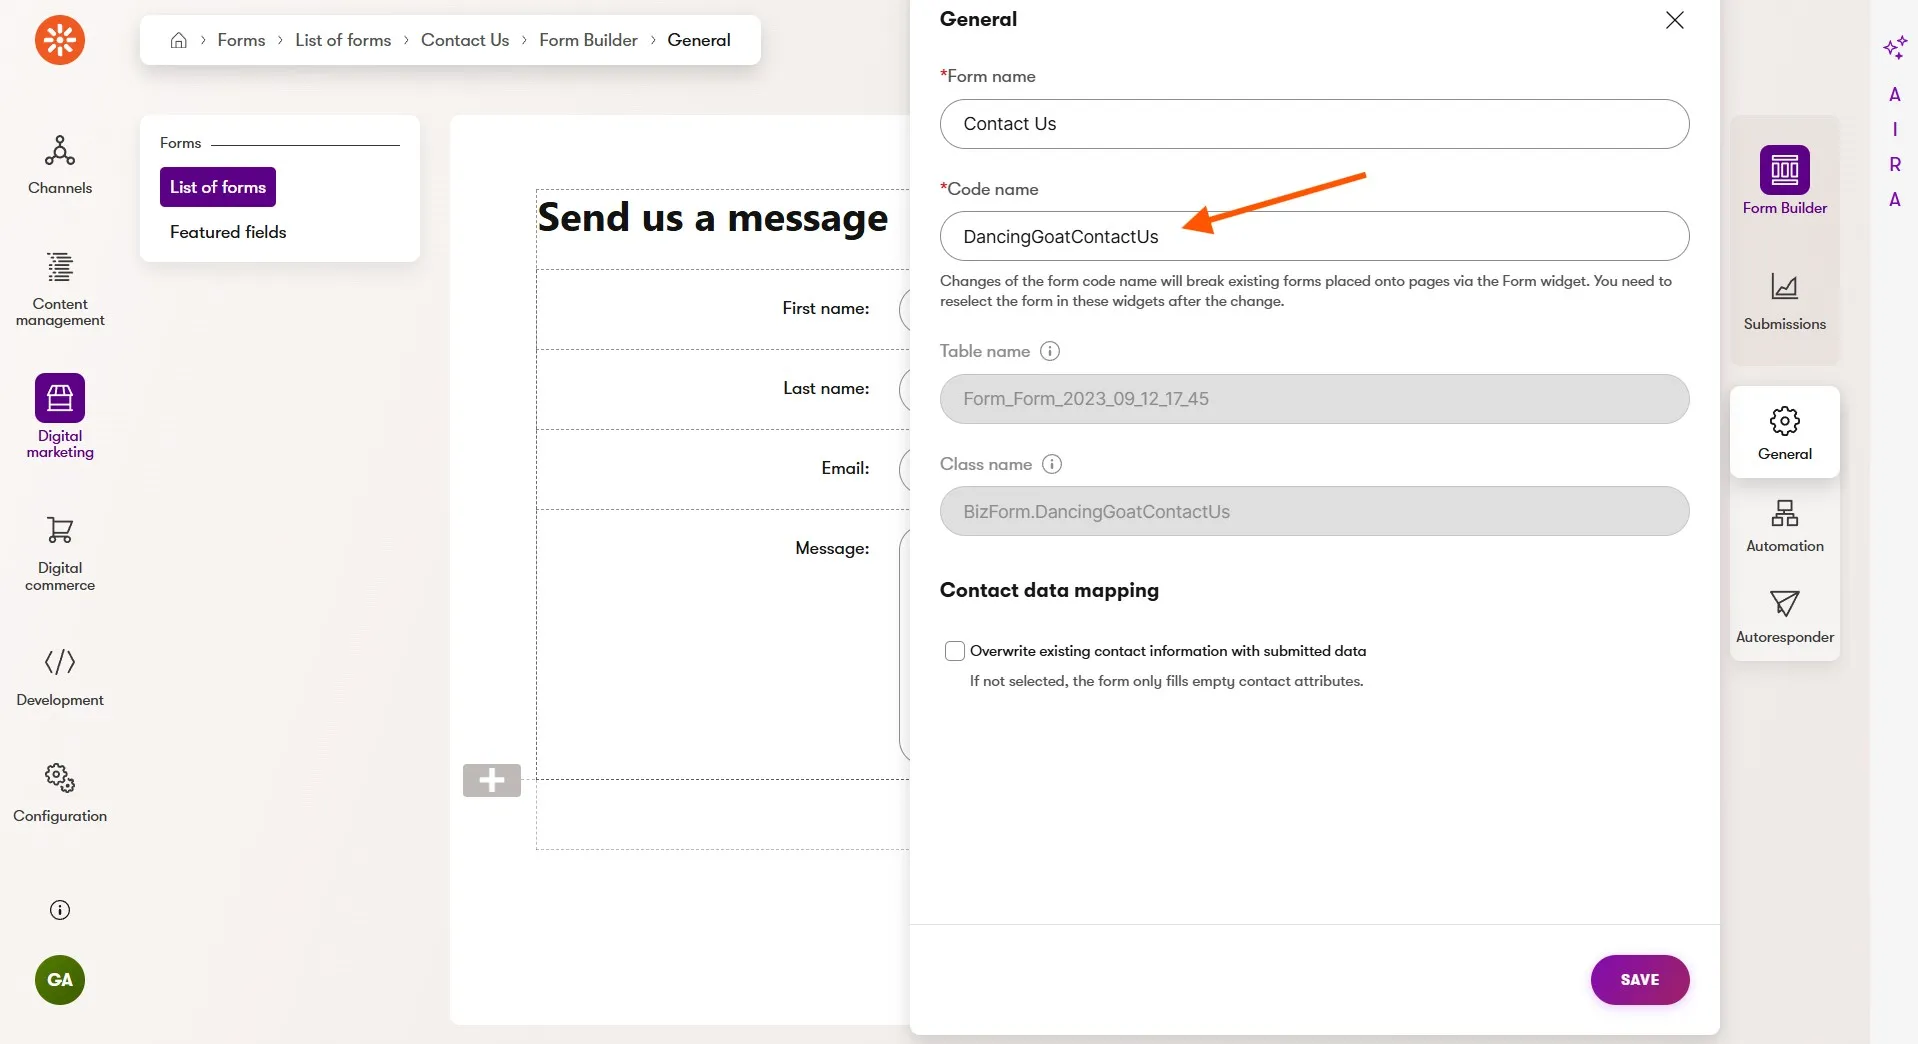 Forms
List of forms
Contact Us
Form Builder
General
Channels
Content
management
Digital
marketing
Digital
commerce
Development
Configuration
GA
Forms
List of forms
Featured fields
Send us a message
First name:
Last name:
Email:
Message:
General
*Form name
Contact Us
*Code name
DancingGoatContactUs
Changes of the form code name will break existing forms placed onto pages via the Form widget. You need to
reselect the form in these widgets after the change.
Table name
Form_Form_2023_09_12_17_45
Class name
BizForm.DancingGoatContactUs
Contact data mapping
Overwrite existing contact information with submitted data
If not selected, the form only fills empty contact attributes.
SAVE
Form Builder
Submissions
General
Automation
Autoresponder
A
I
R
A